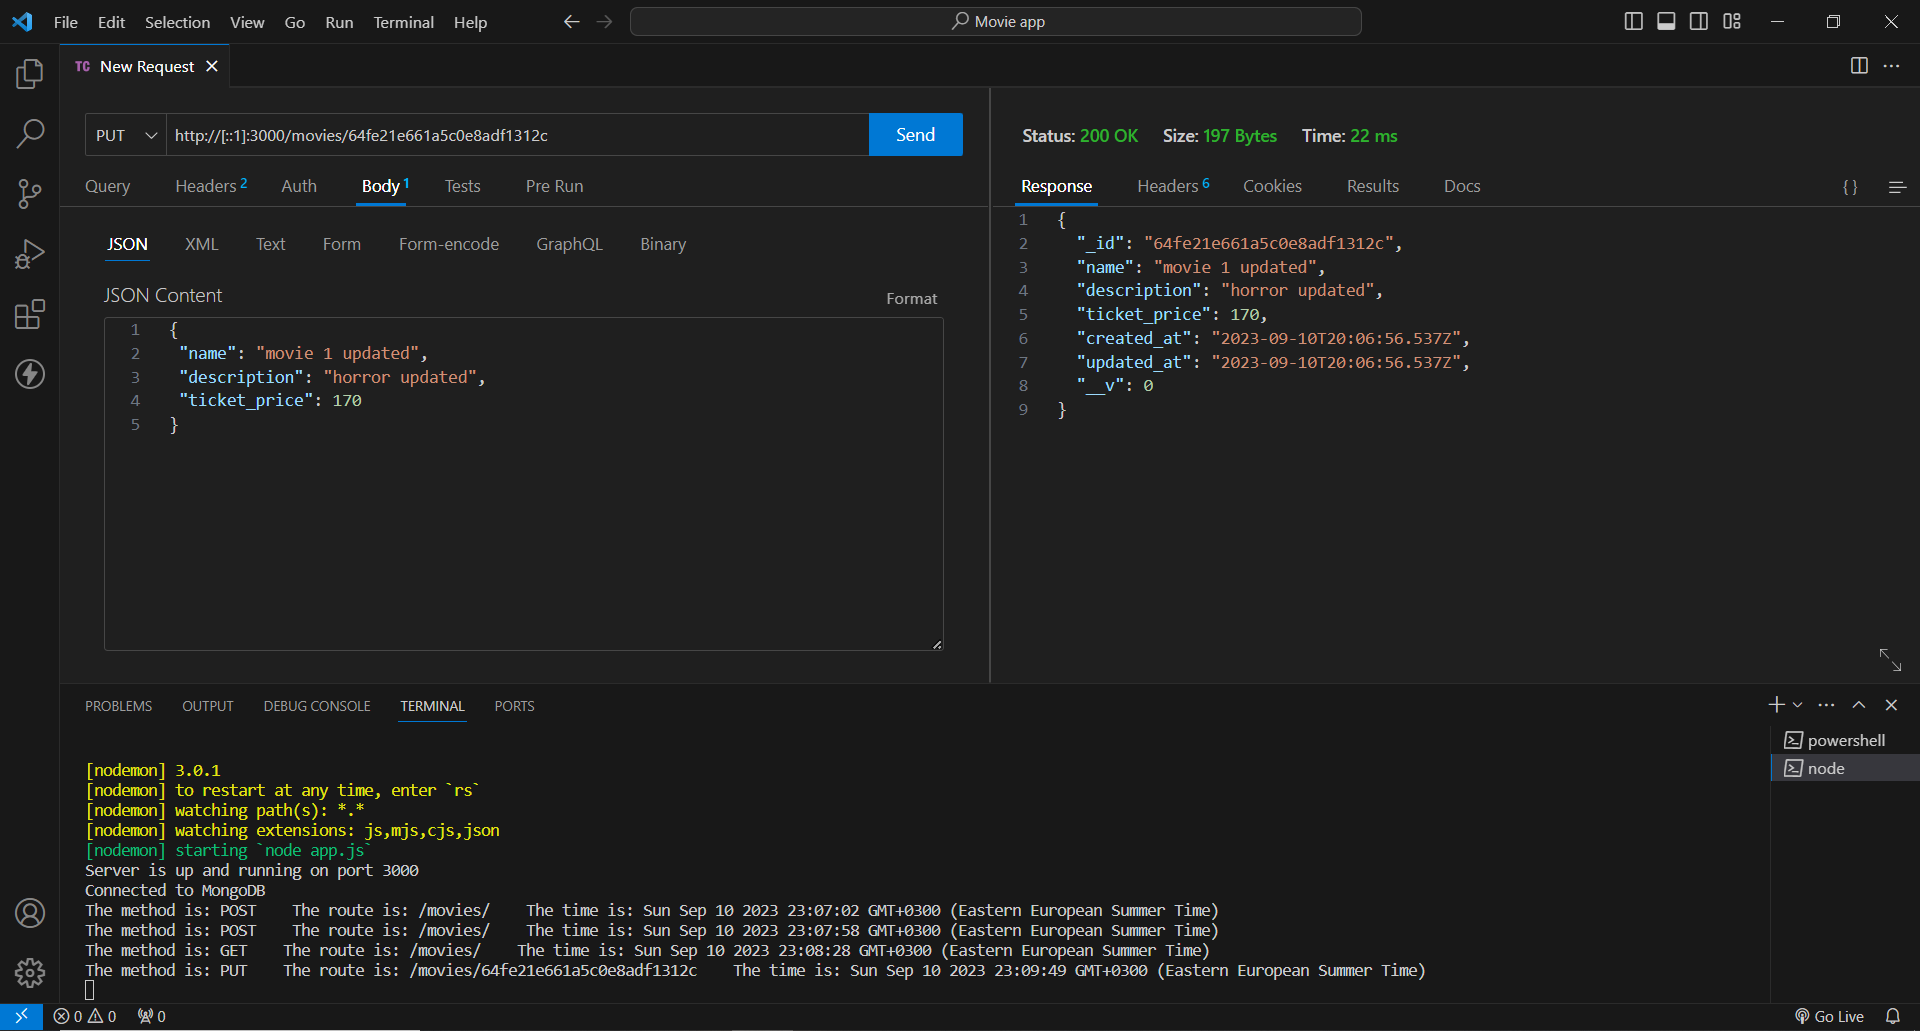 File Edit Selection View Go Run Terminal Help
Movie app
TC New Request
PUT http://[::1]:3000/movies/64fe21e661a5c0e8adf1312c Send
Query Headers 2 Auth Body 1 Tests Pre Run
JSON XML Text Form Form-encode GraphQL Binary
JSON Content
Format
1 {
2 "name": "movie 1 updated",
3 "description": "horror updated",
4 "ticket_price": 170
5 }
Status: 200 OK Size: 197 Bytes Time: 22 ms
Response Headers 6 Cookies Results Docs { }
1 {
2 "_id": "64fe21e661a5c0e8adf1312c",
3 "name": "movie 1 updated",
4 "description": "horror updated",
5 "ticket_price": 170,
6 "created_at": "2023-09-10T20:06:56.537Z",
7 "updated_at": "2023-09-10T20:06:56.537Z",
8 "__v": 0
9 }
PROBLEMS OUTPUT DEBUG CONSOLE TERMINAL PORTS
[nodemon] 3.0.1
[nodemon] to restart at any time, enter `rs`
[nodemon] watching path(s): *.*
[nodemon] watching extensions: js,mjs,cjs,json
[nodemon] starting `node app.js`
Server is up and running on port 3000
Connected to MongoDB
The method is: POST The route is: /movies/ The time is: Sun Sep 10 2023 23:07:02 GMT+0300 (Eastern European Summer Time)
The method is: POST The route is: /movies/ The time is: Sun Sep 10 2023 23:07:58 GMT+0300 (Eastern European Summer Time)
The method is: GET The route is: /movies/ The time is: Sun Sep 10 2023 23:08:28 GMT+0300 (Eastern European Summer Time)
The method is: PUT The route is: /movies/64fe21e661a5c0e8adf1312c The time is: Sun Sep 10 2023 23:09:49 GMT+0300 (Eastern European Summer Time)
powershell
node
0 0 0
Go Live